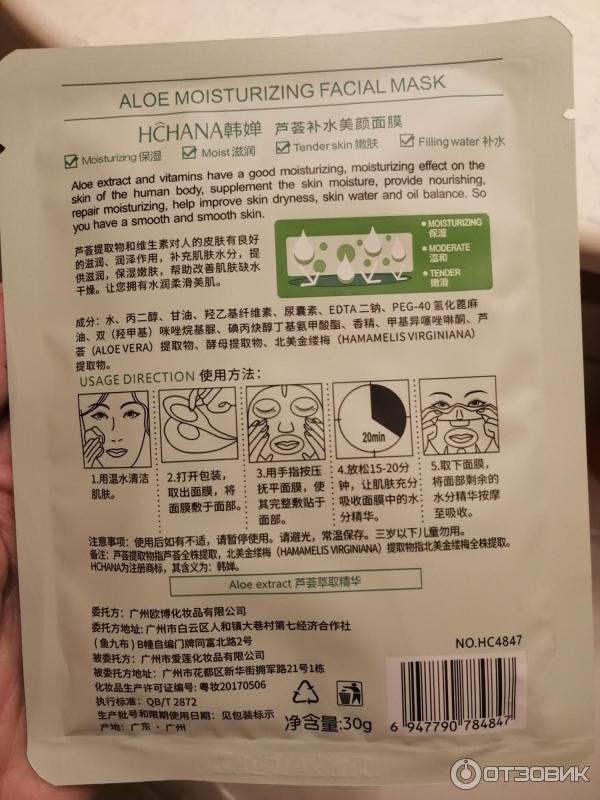 ALOE MOISTURIZING FACIAL MASK
HCHANA韩婵 芦荟补水美颜面膜
Moisturizing 保湿 Moist 滋润 Tender skin 嫩肤 Filling water 补水
Aloe extract and vitamins have a good moisturizing, moisturizing effect on the
skin of the human body, supplement the skin moisture, provide nourishing,
repair moisturizing, help improve skin dryness, skin water and oil balance. So
you have a smooth and smooth skin.
芦荟提取物和维生素对人的皮肤有良好
的滋润、润泽作用，补充肌肤水分，提
供滋润，保湿嫩肤，帮助改善肌肤缺水
干燥。让您拥有水润柔滑美肌。
• MOISTURIZING
保湿
• MODERATE
温和
• TENDER
嫩滑
成分：水、丙二醇、甘油、羟乙基纤维素、尿囊素、EDTA 二钠、PEG-40 氢化蓖麻
油、双（羟甲基）咪唑烷基脲、碘丙炔醇丁基氨甲酸酯、香精、甲基异噻唑啉酮、芦
荟（ALOE VERA）提取物、酵母提取物、北美金缕梅（HAMAMELIS VIRGINIANA）
提取物。
USAGE DIRECTION 使用方法：
20min
1.用温水清洁
肌肤。
2.打开包装，
取出面膜，将
面膜敷于面部。
3.用手指按压
抚平面膜，使
其完整敷贴于
面部。
4.放松15-20分
钟，让肌肤充分
吸收面膜中的水
分精华。
5.取下面膜，
将面部剩余的
水分精华按摩
至吸收。
注意事项：使用后如有不适，请暂停使用。请避光，常温保存。三岁以下儿童勿用。
备注：芦荟提取物指芦荟全株提取，北美金缕梅（HAMAMELIS VIRGINIANA）提取物指北美金缕梅全株提取。
HCHANA为注册商标，其含义为：韩婵。
Aloe extract 芦荟萃取精华
委托方：广州欧博化妆品有限公司
委托方地址：广州市白云区人和镇大巷村第七经济合作社
（鱼九布）B幢自编门牌同富北路2号
被委托方：广州市爱莲化妆品有限公司
被委托方地址：广州市花都区新华街拥军路21号1栋
化妆品生产许可证编号：粤妆20170506
执行标准：QB/T 2872
生产批号和限期使用日期：见包装标示
产地：广东·广州
净含量:30g
NO.HC4847
6 947790 784847
ОТЗОВИК